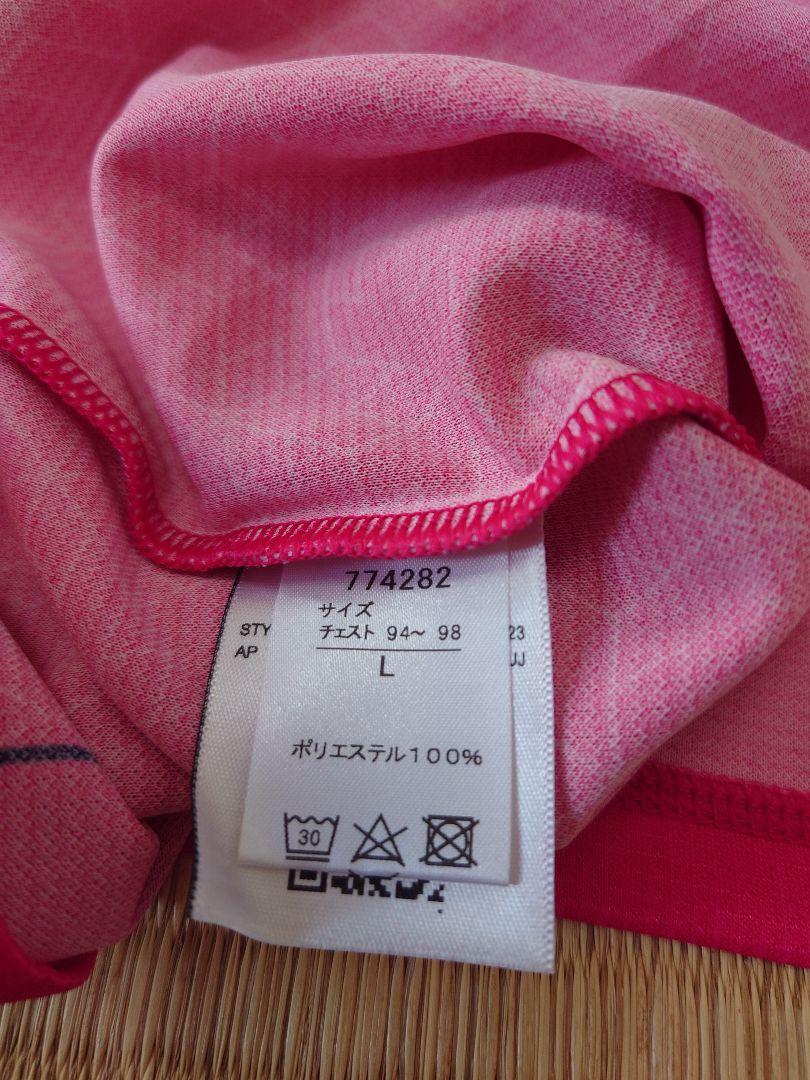 774282
サイズ
STY チェスト 94～ 98 23
AP L JJ
ポリエステル100%
30